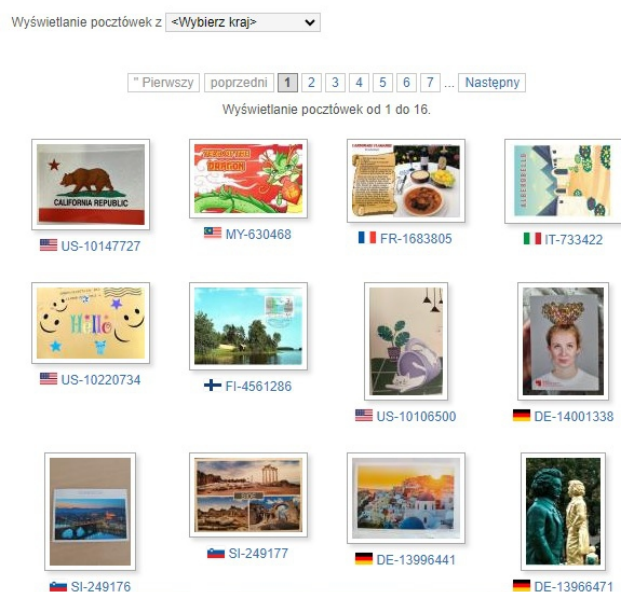 Wyświetlanie pocztówek z <Wybierz kraj>
" Pierwszy poprzedni 1 2 3 4 5 6 7 ... Następny
Wyświetlanie pocztówek od 1 do 16.
CALIFORNIA REPUBLIC
DRAGON
ALBEROBELLO
US-10147727
MY-630468
FR-1683805
IT-733422
Hello
US-10220734
FI-4561286
US-10106500
DE-14001338
SI-249176
SI-249177
DE-13996441
DE-13966471